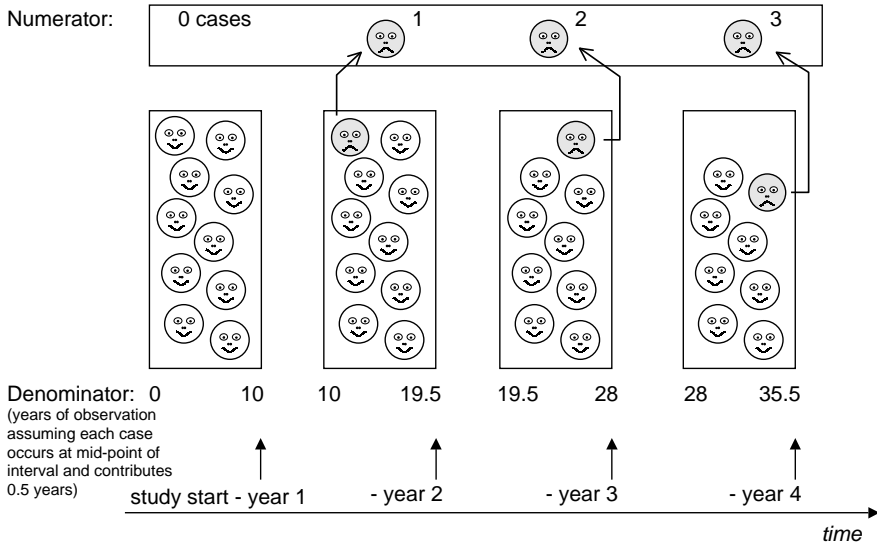 Numerator: 0 cases 1 2 3
Denominator: 0 10 10 19.5 19.5 28 28 35.5
(years of observation
assuming each case
occurs at mid-point of
interval and contributes
0.5 years)
study start - year 1 - year 2 - year 3 - year 4
time